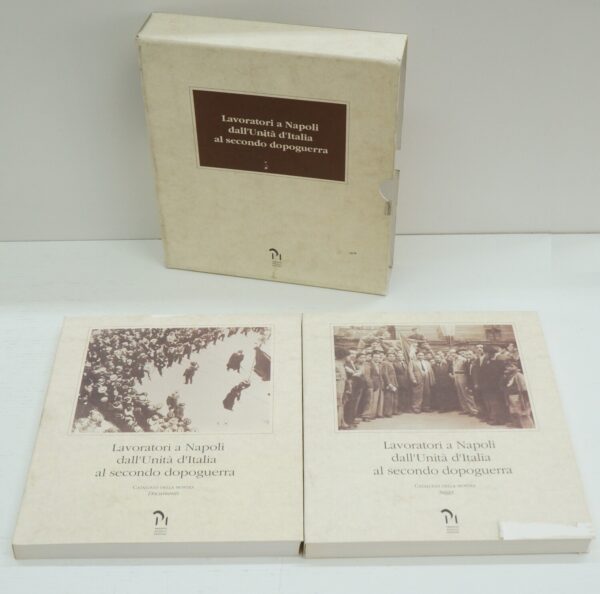 Lavoratori a Napoli
dall'Unità d'Italia
al secondo dopoguerra
Lavoratori a Napoli
dall'Unità d'Italia
al secondo dopoguerra
Catalogo della mostra
Documenti
Lavoratori a Napoli
dall'Unità d'Italia
al secondo dopoguerra
Catalogo della mostra
Saggi